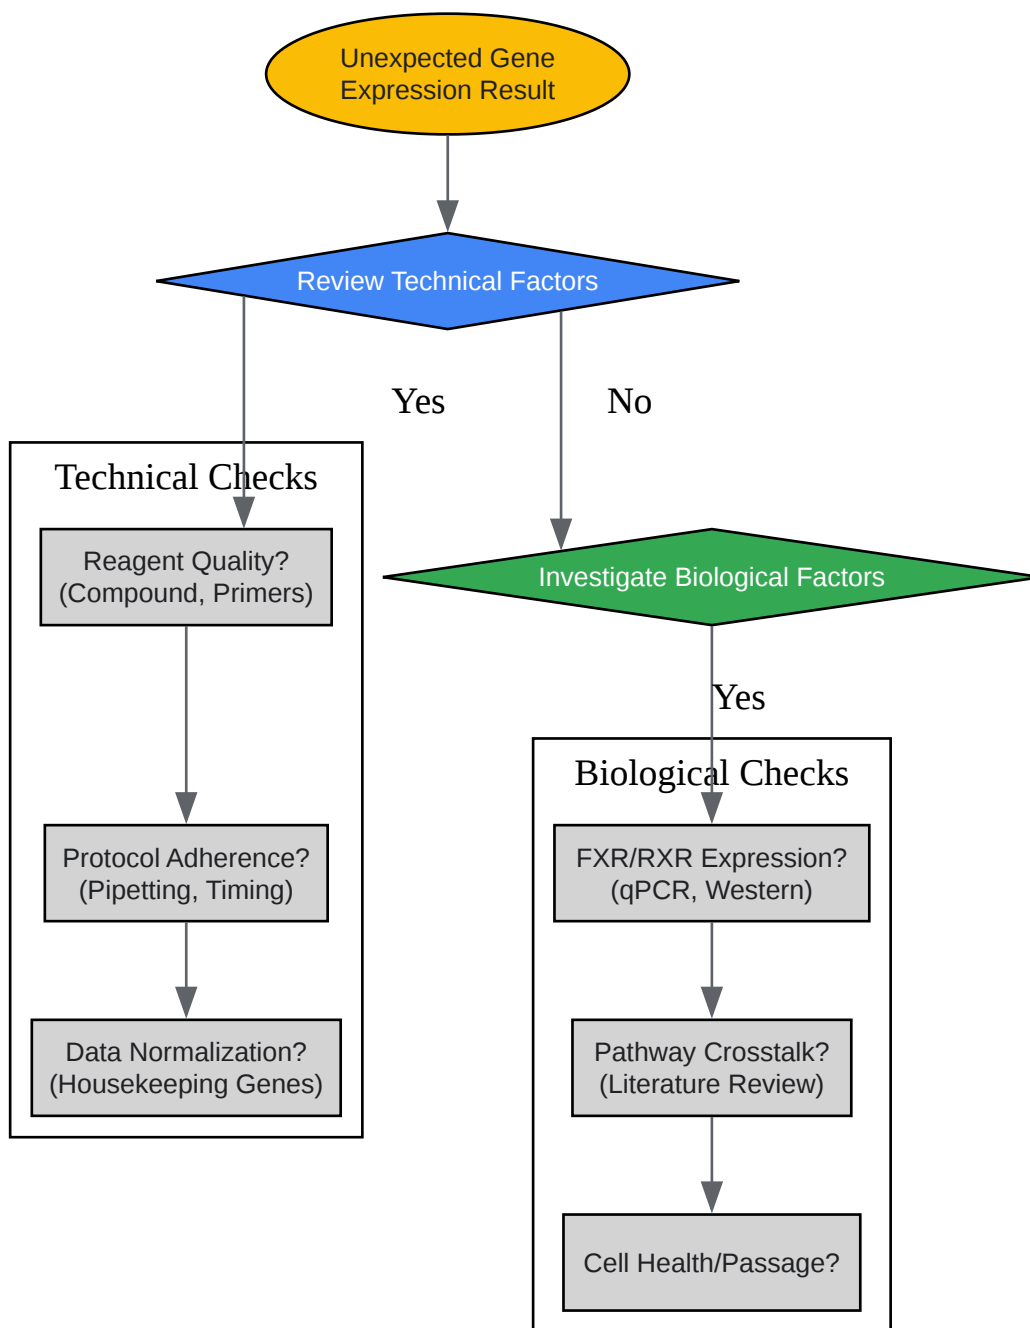 Unexpected Gene
Expression Result
Review Technical Factors
Yes
No
Technical Checks
Reagent Quality?
(Compound, Primers)
Investigate Biological Factors
Yes
Biological Checks
Protocol Adherence?
(Pipetting, Timing)
FXR/RXR Expression?
(qPCR, Western)
Data Normalization?
(Housekeeping Genes)
Pathway Crosstalk?
(Literature Review)
Cell Health/Passage?